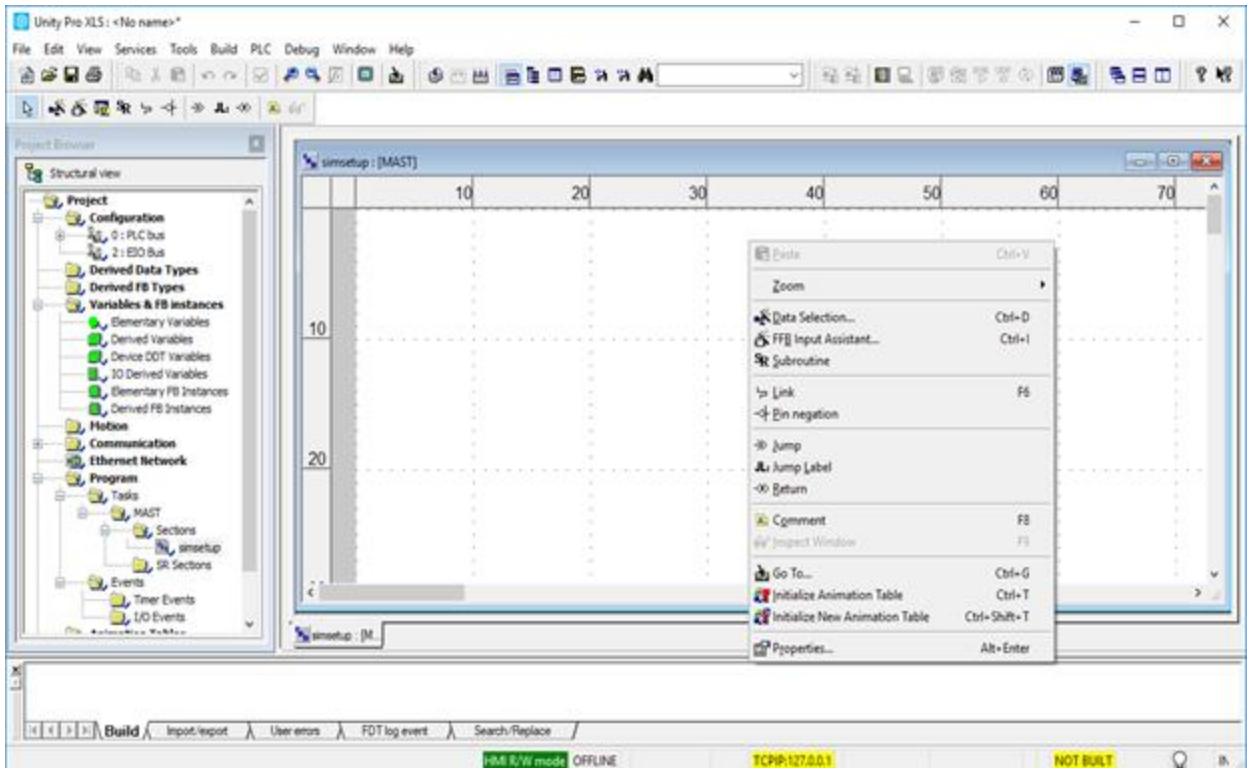 Unity Pro XLS : <No name>*
File Edit View Services Tools Build PLC Debug Window Help
Project Browser
Structural view
Project
Configuration
0 : PLC bus
2 : EIO Bus
Derived Data Types
Derived FB Types
Variables & FB instances
Elementary Variables
Derived Variables
Device DDT Variables
IO Derived Variables
Elementary FB Instances
Derived FB Instances
Motion
Communication
Ethernet Network
Program
Tasks
MAST
Sections
simsetup
SR Sections
Events
Timer Events
I/O Events
Animation Tables
simsetup : [MAST]
10 20 30 40 50 60 70
10
20
Paste Ctrl+V
Zoom
Data Selection... Ctrl+D
FFB Input Assistant... Ctrl+I
SR Subroutine
Link F6
Pin negation
Jump
Jump Label
Return
Comment F8
Inspect Window F9
Go To... Ctrl+G
Initialize Animation Table Ctrl+T
Initialize New Animation Table Ctrl+Shift+T
Properties... Alt+Enter
simsetup : [M...
Build Import/export User errors FDT log event Search/Replace
HMI R/W mode OFFLINE TCPIP:127.0.0.1 NOT BUILT